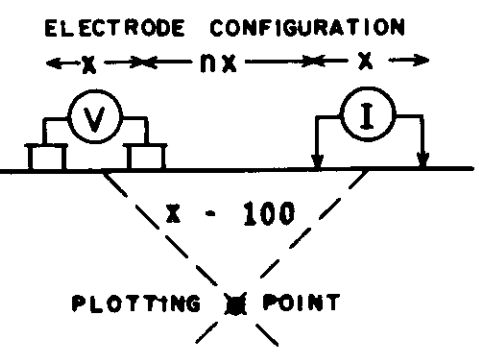 ELECTRODE CONFIGURATION
x nx x
V I
x - 100
PLOTTING POINT